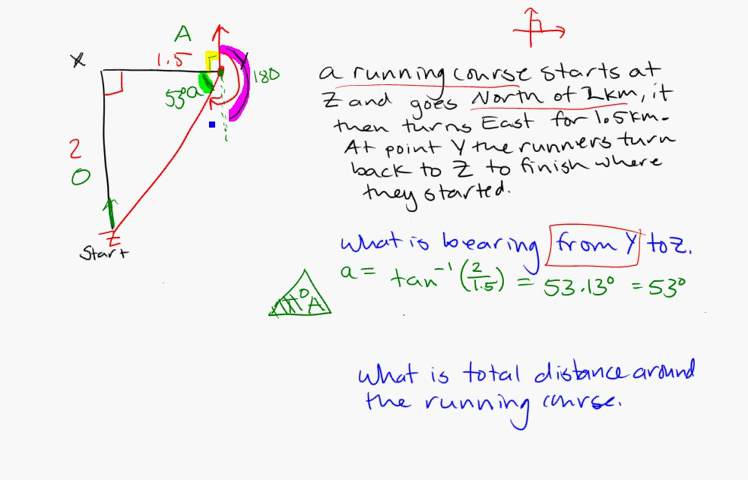 A
X
1.5
Y
180
53° a
2
O
Z
Start
a running course starts at
Z and goes North of 2km, it
then turns East for 1.5km.
At point Y the runners turn
back to Z to finish where
they started.
What is bearing from Y to Z.
a = tan⁻¹(2/1.5) = 53.13° = 53°
O A
What is total distance around
the running course.